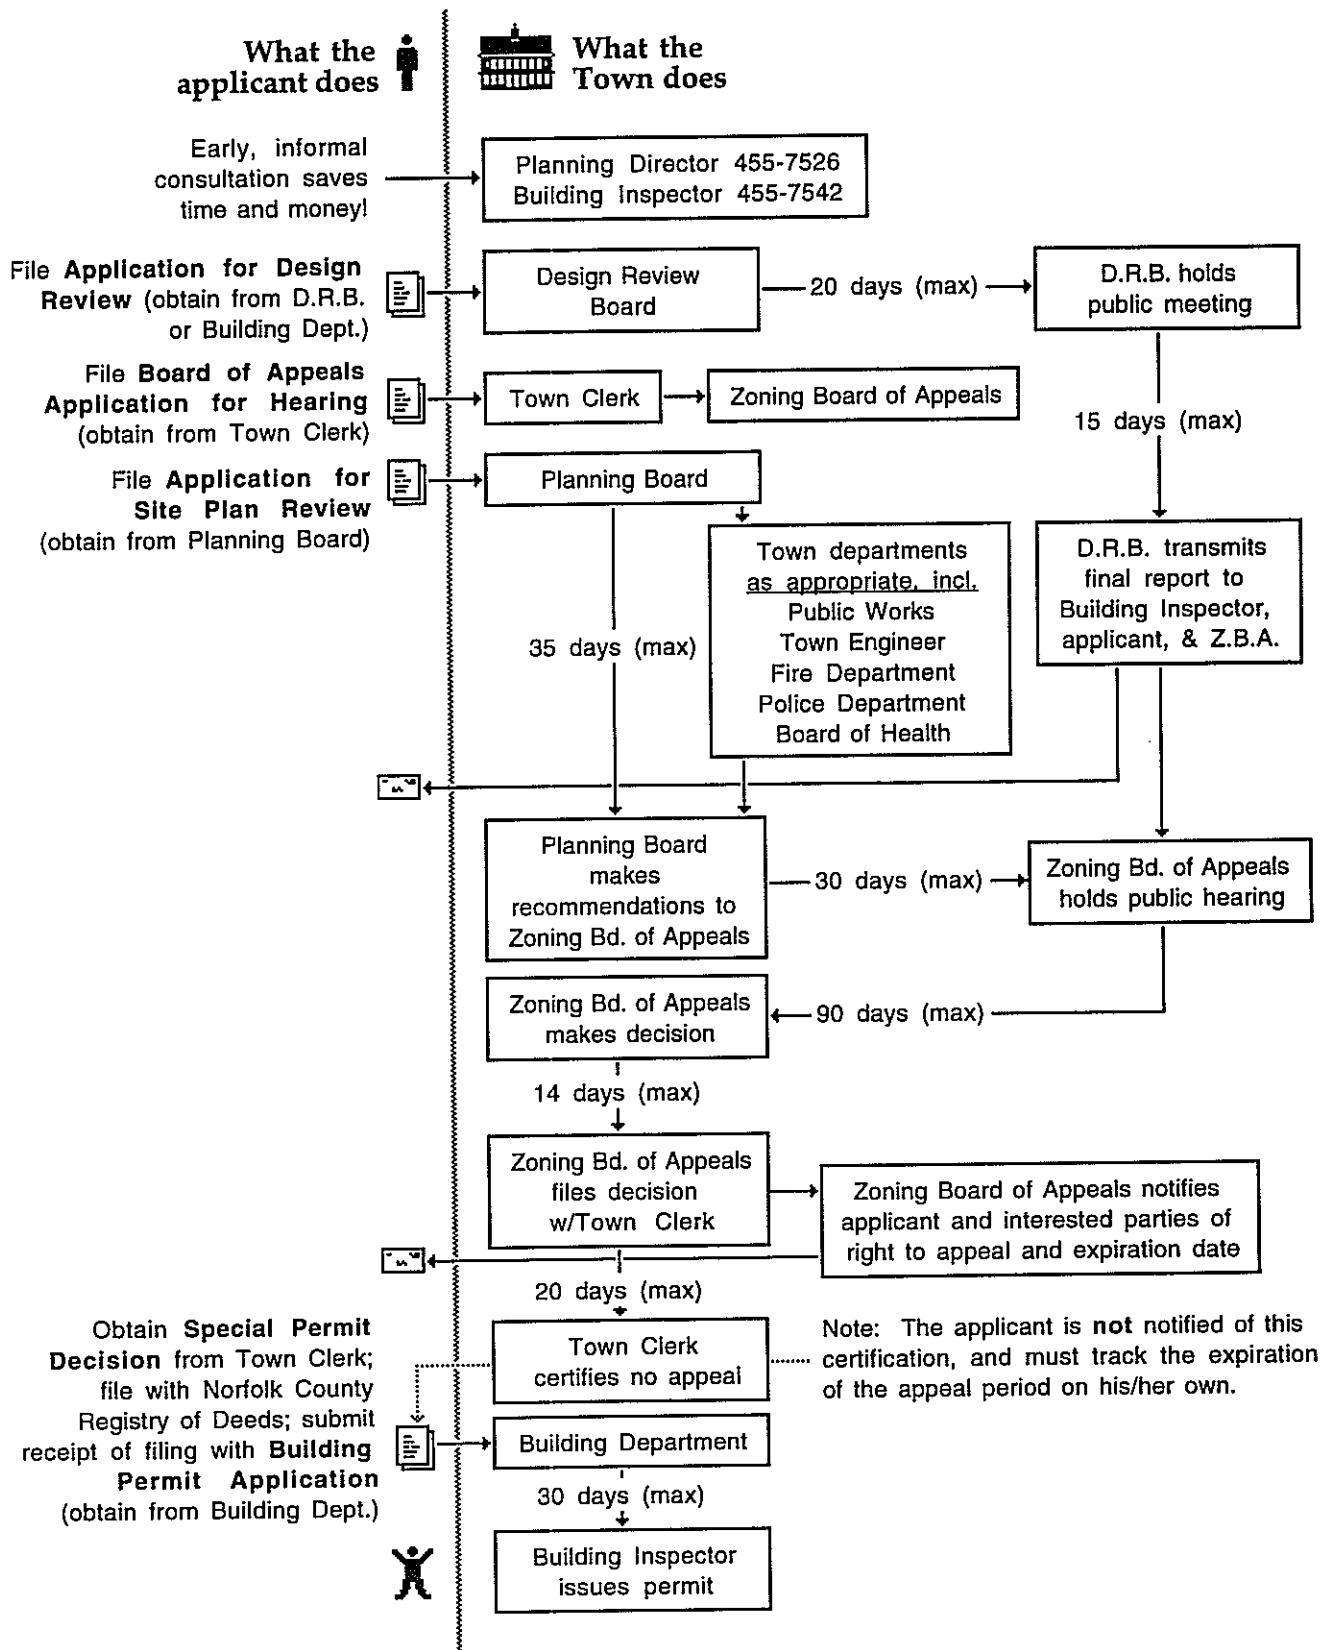 What the
applicant does
What the
Town does
Early, informal
consultation saves
time and money!
Planning Director 455-7526
Building Inspector 455-7542
File Application for Design
Review (obtain from D.R.B.
or Building Dept.)
Design Review
Board
20 days (max)
D.R.B. holds
public meeting
File Board of Appeals
Application for Hearing
(obtain from Town Clerk)
Town Clerk
Zoning Board of Appeals
15 days (max)
File Application for
Site Plan Review
(obtain from Planning Board)
Planning Board
Town departments
as appropriate, incl.
Public Works
Town Engineer
Fire Department
Police Department
Board of Health
D.R.B. transmits
final report to
Building Inspector,
applicant, & Z.B.A.
35 days (max)
Planning Board
makes
recommendations to
Zoning Bd. of Appeals
30 days (max)
Zoning Bd. of Appeals
holds public hearing
Zoning Bd. of Appeals
makes decision
90 days (max)
14 days (max)
Zoning Bd. of Appeals
files decision
w/Town Clerk
Zoning Board of Appeals notifies
applicant and interested parties of
right to appeal and expiration date
20 days (max)
Obtain Special Permit
Decision from Town Clerk;
file with Norfolk County
Registry of Deeds; submit
receipt of filing with Building
Permit Application
(obtain from Building Dept.)
Town Clerk
certifies no appeal
Note: The applicant is not notified of this
certification, and must track the expiration
of the appeal period on his/her own.
Building Department
30 days (max)
Building Inspector
issues permit